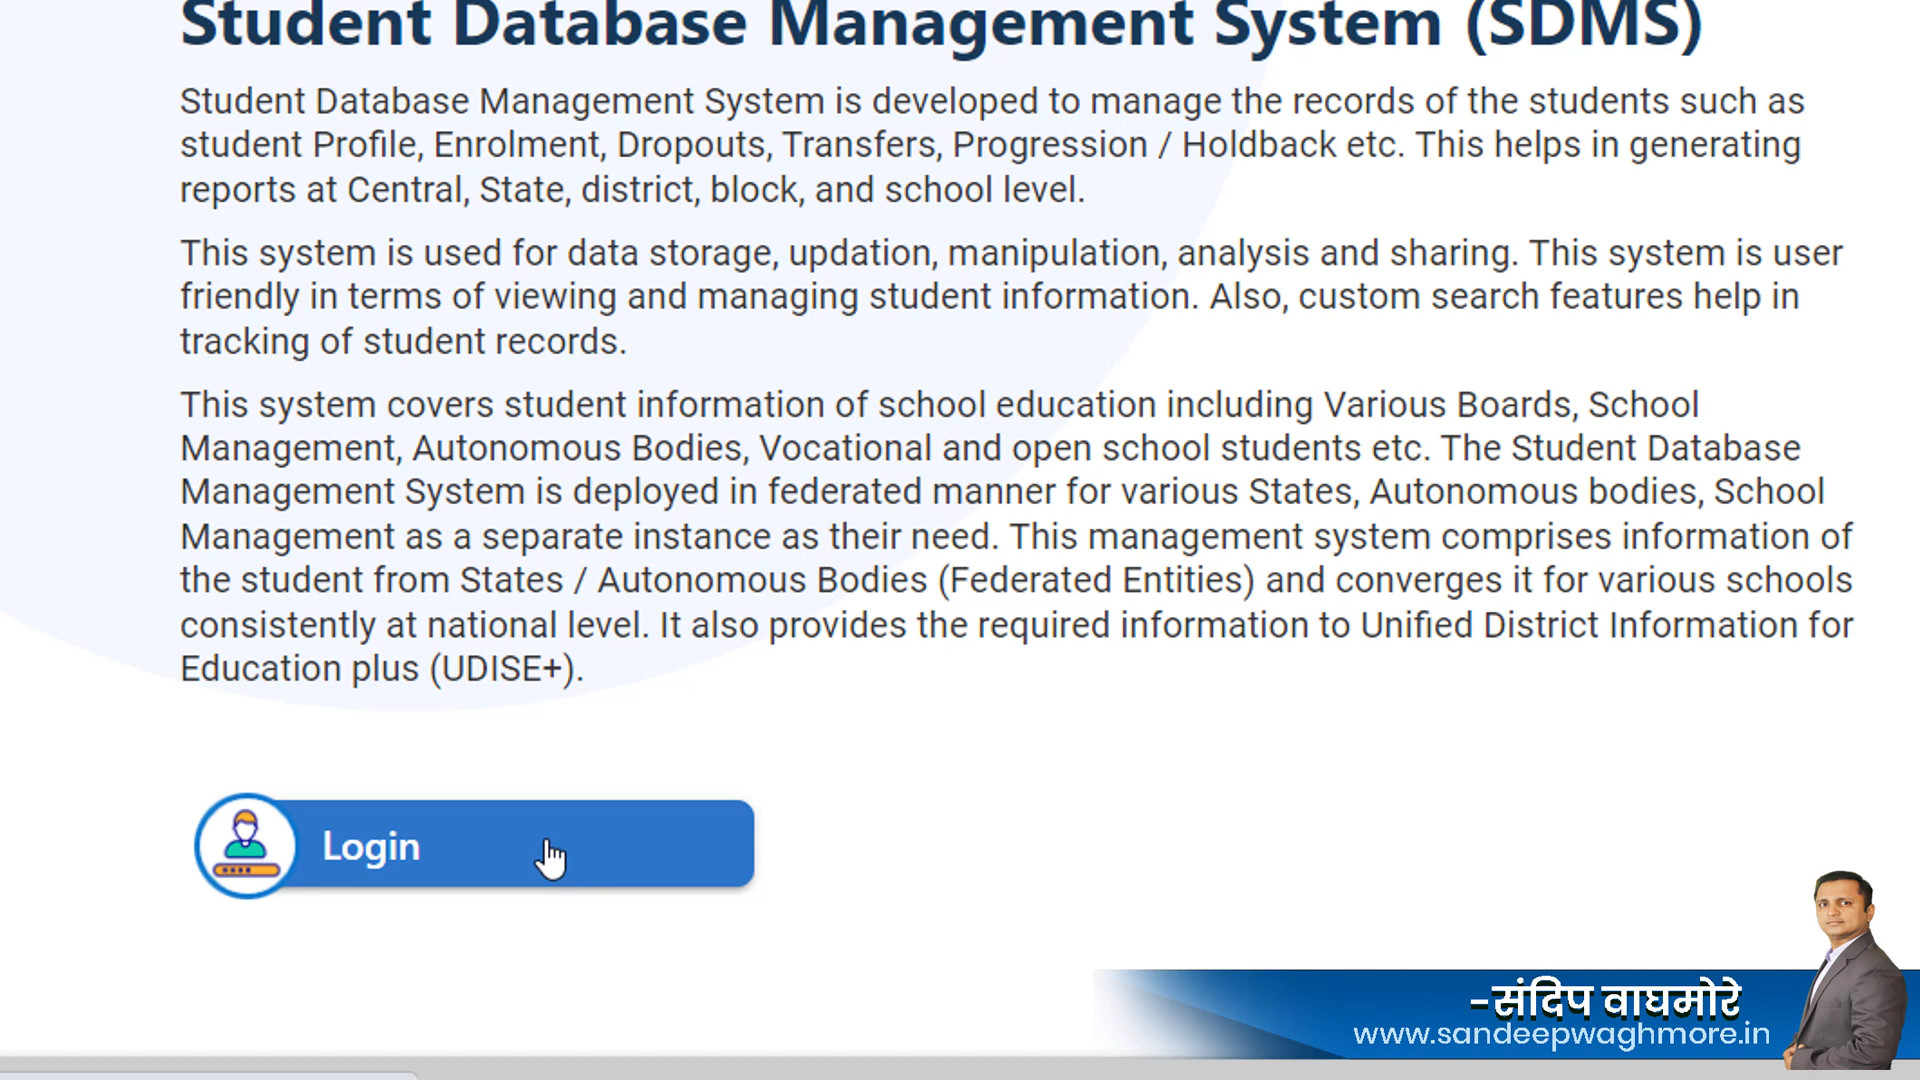 Student Database Management System (SDMS)
Student Database Management System is developed to manage the records of the students such as
student Profile, Enrolment, Dropouts, Transfers, Progression / Holdback etc. This helps in generating
reports at Central, State, district, block, and school level.
This system is used for data storage, updation, manipulation, analysis and sharing. This system is user
friendly in terms of viewing and managing student information. Also, custom search features help in
tracking of student records.
This system covers student information of school education including Various Boards, School
Management, Autonomous Bodies, Vocational and open school students etc. The Student Database
Management System is deployed in federated manner for various States, Autonomous bodies, School
Management as a separate instance as their need. This management system comprises information of
the student from States / Autonomous Bodies (Federated Entities) and converges it for various schools
consistently at national level. It also provides the required information to Unified District Information for
Education plus (UDISE+).
Login
-संदिप वाघमोरे
www.sandeepwaghmore.in